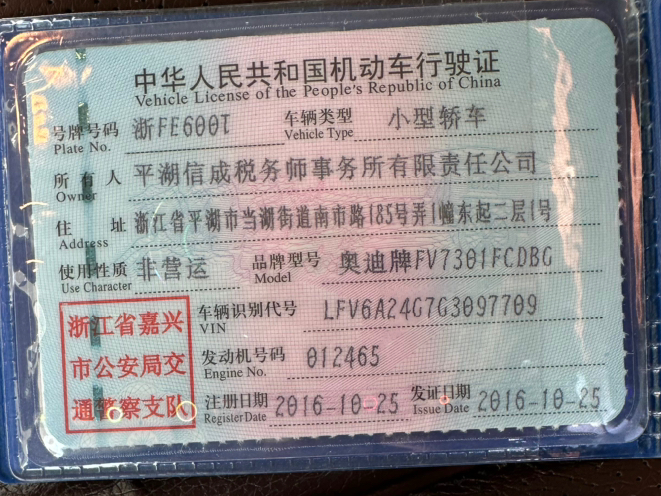 中华人民共和国机动车行驶证
Vehicle License of the People's Republic of China
号牌号码 浙FE600T 车辆类型 小型轿车
Plate No. Vehicle Type
所有人 平湖信成税务师事务所有限责任公司
Owner
住址 浙江省平湖市当湖街道南市路185号弄1幢东起二层1号
Address
使用性质 非营运 品牌型号 奥迪牌FV7301FCDBG
Use Character Model
浙江省嘉兴
市公安局交
通警察支队
车辆识别代号 LFV6A24G7G3097709
VIN
发动机号码 012465
Engine No.
注册日期 2016-10-25 发证日期 2016-10-25
Register Date Issue Date